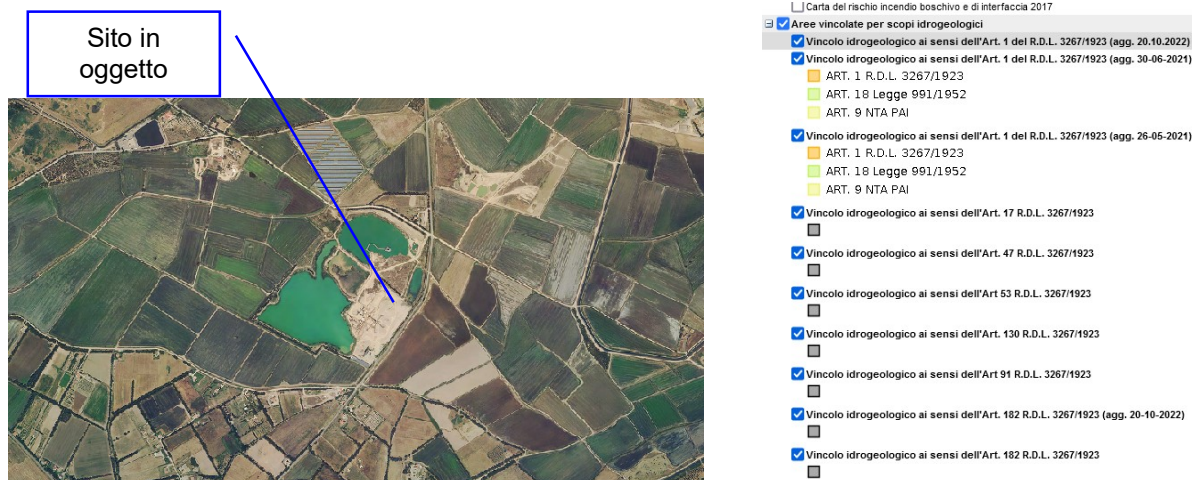 Sito in
oggetto
Carta del rischio incendio boschivo e di interfaccia 2017
Aree vincolate per scopi idrogeologici
Vincolo idrogeologico ai sensi dell'Art. 1 del R.D.L. 3267/1923 (agg. 20.10.2022)
Vincolo idrogeologico ai sensi dell'Art. 1 del R.D.L. 3267/1923 (agg. 30-06-2021)
ART. 1 R.D.L. 3267/1923
ART. 18 Legge 991/1952
ART. 9 NTA PAI
Vincolo idrogeologico ai sensi dell'Art. 1 del R.D.L. 3267/1923 (agg. 26-05-2021)
ART. 1 R.D.L. 3267/1923
ART. 18 Legge 991/1952
ART. 9 NTA PAI
Vincolo idrogeologico ai sensi dell'Art. 17 R.D.L. 3267/1923
Vincolo idrogeologico ai sensi dell'Art. 47 R.D.L. 3267/1923
Vincolo idrogeologico ai sensi dell'Art 53 R.D.L. 3267/1923
Vincolo idrogeologico ai sensi dell'Art. 130 R.D.L. 3267/1923
Vincolo idrogeologico ai sensi dell'Art 91 R.D.L. 3267/1923
Vincolo idrogeologico ai sensi dell'Art. 182 R.D.L. 3267/1923 (agg. 20-10-2022)
Vincolo idrogeologico ai sensi dell'Art. 182 R.D.L. 3267/1923